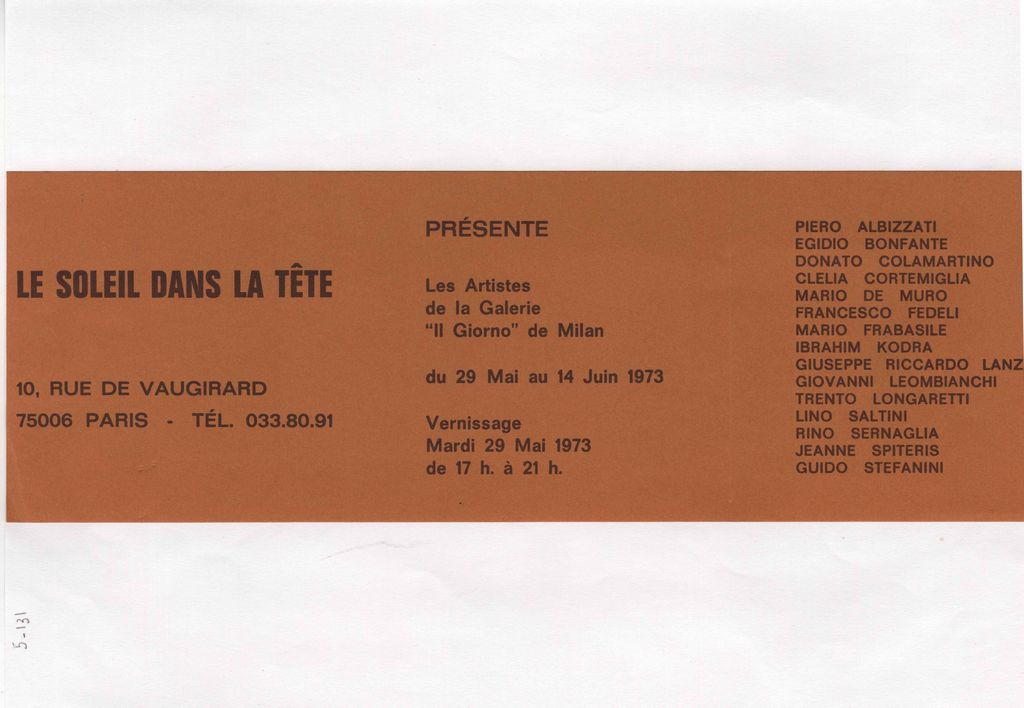 LE SOLEIL DANS LA TÊTE
10, RUE DE VAUGIRARD
75006 PARIS - TÉL. 033.80.91
PRÉSENTE
Les Artistes
de la Galerie
"Il Giorno" de Milan
du 29 Mai au 14 Juin 1973
Vernissage
Mardi 29 Mai 1973
de 17 h. à 21 h.
PIERO ALBIZZATI
EGIDIO BONFANTE
DONATO COLAMARTINO
CLELIA CORTEMIGLIA
MARIO DE MURO
FRANCESCO FEDELI
MARIO FRABASILE
IBRAHIM KODRA
GIUSEPPE RICCARDO LANZ
GIOVANNI LEOMBIANCHI
TRENTO LONGARETTI
LINO SALTINI
RINO SERNAGLIA
JEANNE SPITERIS
GUIDO STEFANINI
5-131